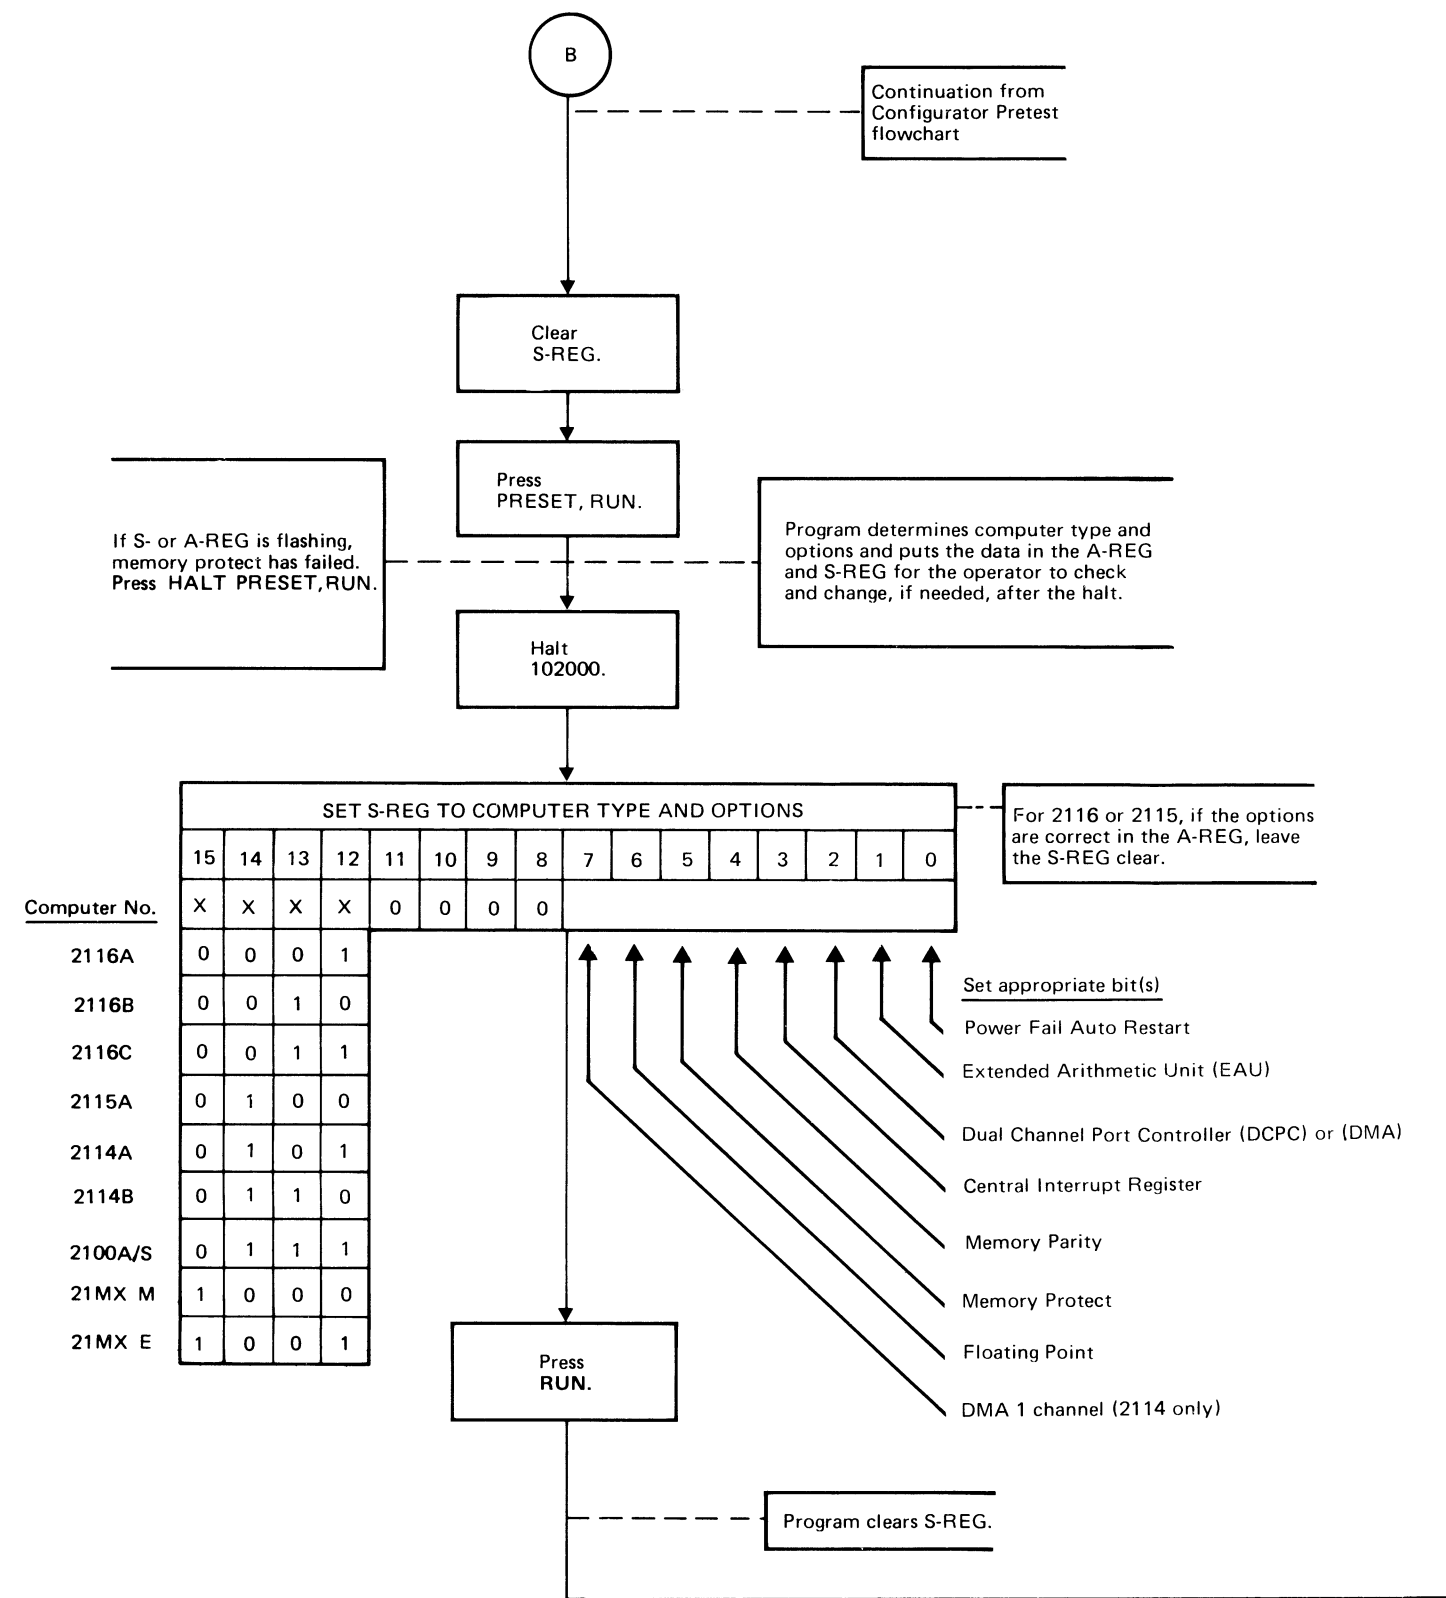 B
Continuation from
Configurator Pretest
flowchart
Clear
S-REG.
Press
PRESET, RUN.
If S- or A-REG is flashing,
memory protect has failed.
Press HALT PRESET, RUN.
Program determines computer type and
options and puts the data in the A-REG
and S-REG for the operator to check
and change, if needed, after the halt.
Halt
102000.
SET S-REG TO COMPUTER TYPE AND OPTIONS
For 2116 or 2115, if the options
are correct in the A-REG, leave
the S-REG clear.
15 14 13 12 11 10 9 8 7 6 5 4 3 2 1 0
Computer No. X X X X 0 0 0 0
2116A 0 0 0 1
2116B 0 0 1 0
2116C 0 0 1 1
2115A 0 1 0 0
2114A 0 1 0 1
2114B 0 1 1 0
2100A/S 0 1 1 1
21MX M 1 0 0 0
21MX E 1 0 0 1
Set appropriate bit(s)
Power Fail Auto Restart
Extended Arithmetic Unit (EAU)
Dual Channel Port Controller (DCPC) or (DMA)
Central Interrupt Register
Memory Parity
Memory Protect
Floating Point
DMA 1 channel (2114 only)
Press
RUN.
Program clears S-REG.